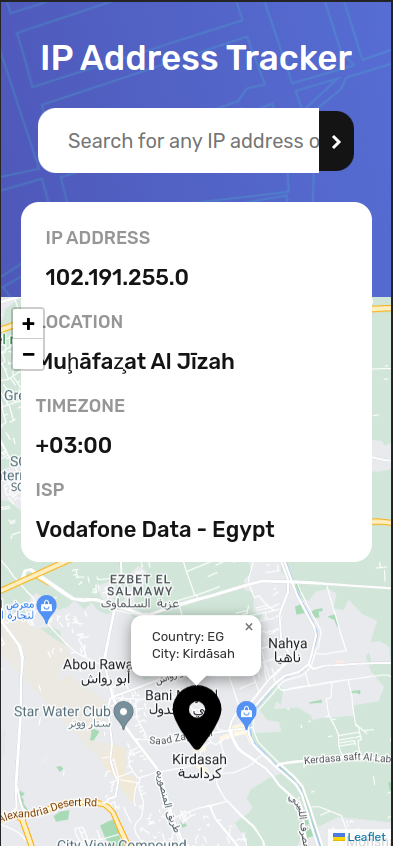 IP Address Tracker
Search for any IP address o
IP ADDRESS
102.191.255.0
LOCATION
Muḩāfaz̧at Al Jīzah
TIMEZONE
+03:00
ISP
Vodafone Data - Egypt
+
−
EZBET EL
SALMAWY
عزبة السلماوى
Country: EG
City: Kirdāsah
×
Nahya
ناهيا
Abou Rawa
أبو رواش
Star Water Club
ستار ووتر
Bani
Saad Za
Kirdasah
كرداسة
Kerdasa saft Al Lab
Alexandria Desert Rd
City View Compound
Leaflet